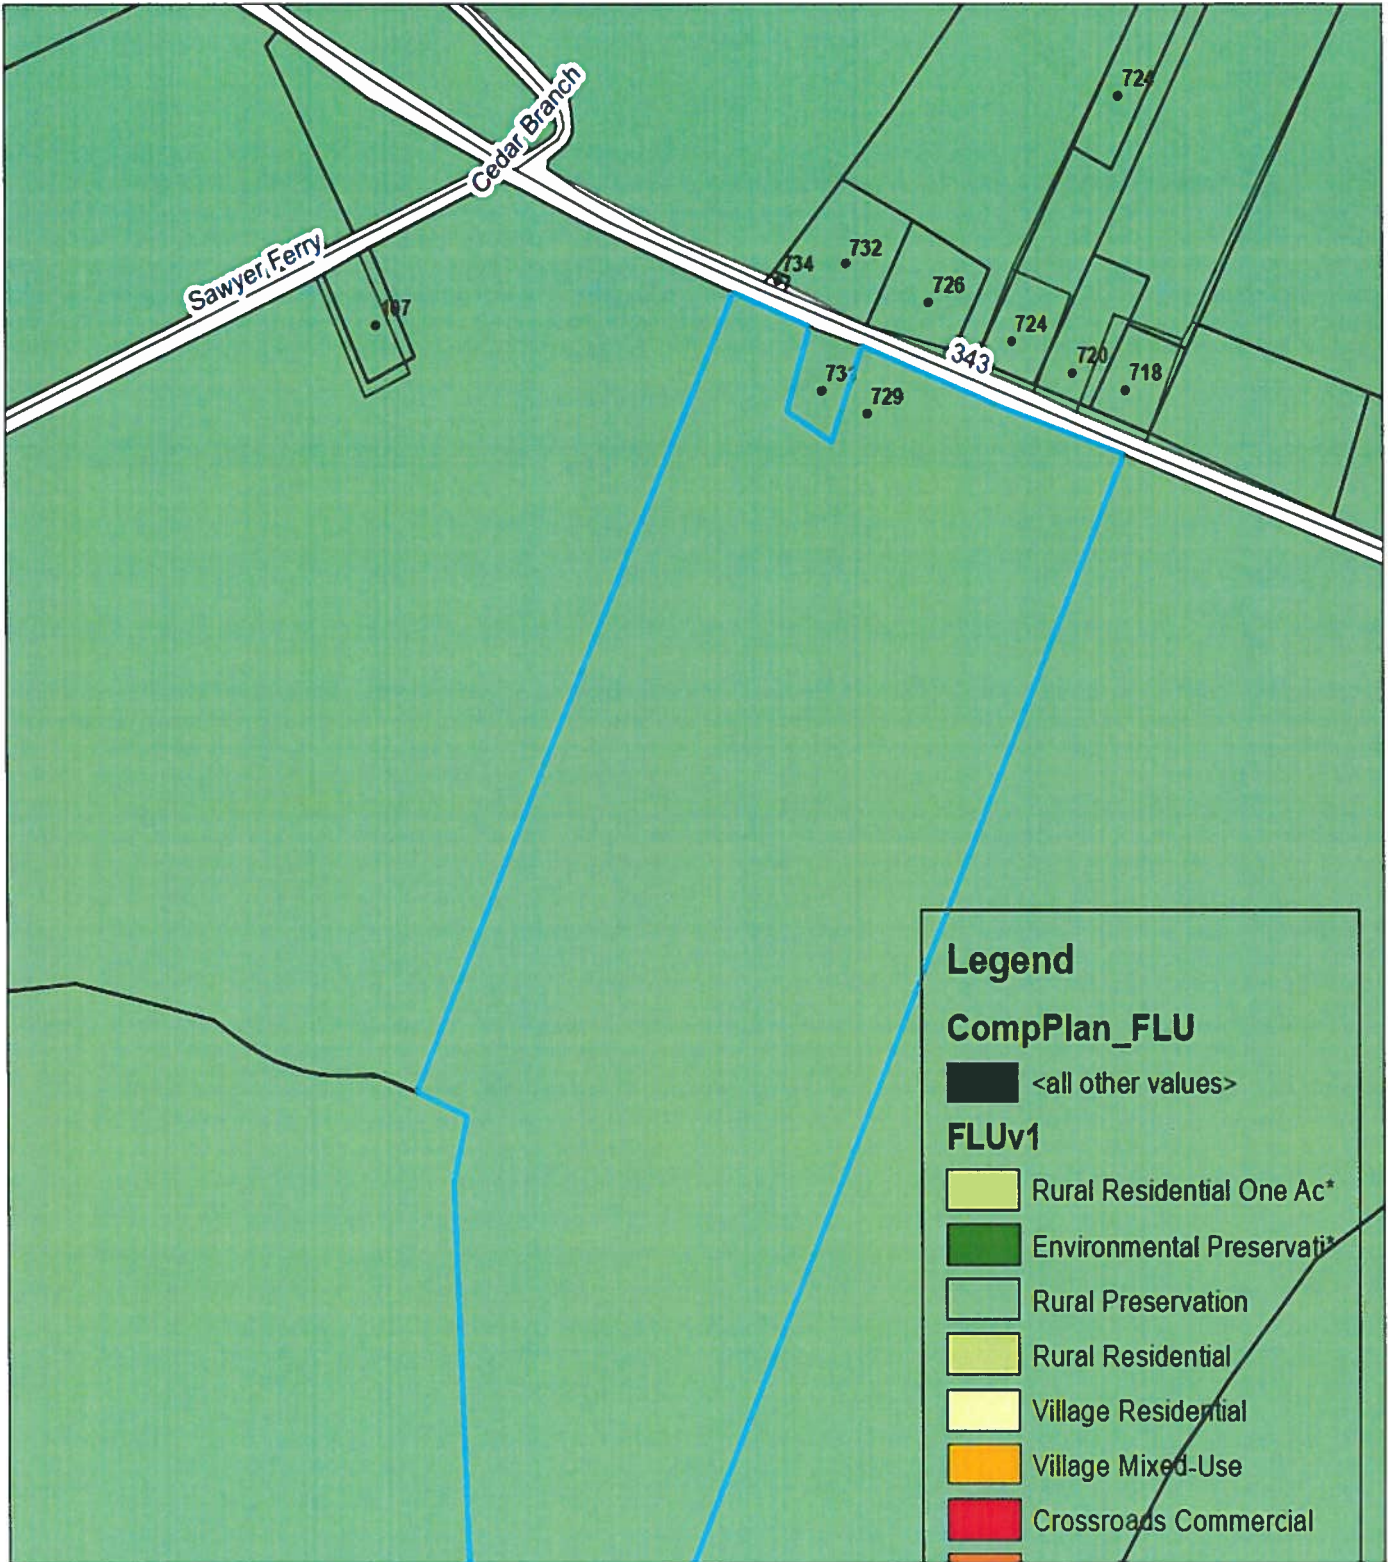 724
Cedar Branch
732
734
Sawyer Ferry
726
724
343
720
718
729
Legend
CompPlan_FLU
<all other values>
FLUv1
Rural Residential One Ac*
Environmental Preservati*
Rural Preservation
Rural Residential
Village Residential
Village Mixed-Use
Crossroads Commercial